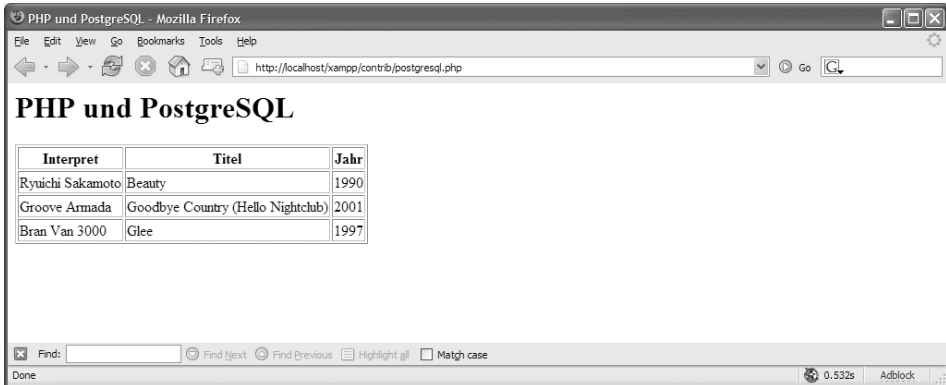 PHP und PostgreSQL - Mozilla Firefox
File Edit View Go Bookmarks Tools Help
http://localhost/xampp/contrib/postgresql.php Go G
PHP und PostgreSQL
Interpret Titel Jahr
Ryuichi Sakamoto Beauty 1990
Groove Armada Goodbye Country (Hello Nightclub) 2001
Bran Van 3000 Glee 1997
Find: Find Next Find Previous Highlight all Match case
Done 0.532s Adblock